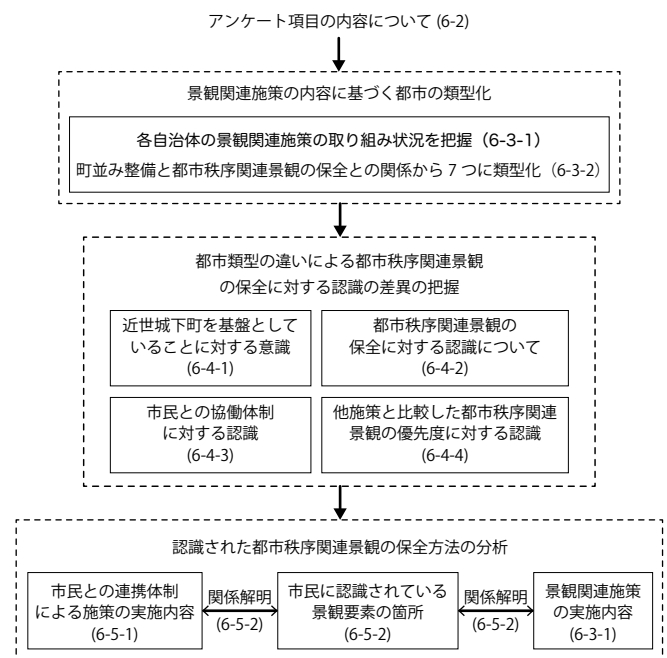 アンケート項目の内容について (6-2)
景観関連施策の内容に基づく都市の類型化
各自治体の景観関連施策の取り組み状況を把握（6-3-1）
町並み整備と都市秩序関連景観の保全との関係から 7 つに類型化（6-3-2）
都市類型の違いによる都市秩序関連景観
の保全に対する認識の差異の把握
近世城下町を基盤として
いることに対する意識
(6-4-1)
都市秩序関連景観の
保全に対する認識について
(6-4-2)
市民との協働体制
に対する認識
(6-4-3)
他施策と比較した都市秩序関連
景観の優先度に対する認識
(6-4-4)
認識された都市秩序関連景観の保全方法の分析
市民との連携体制
による施策の実施内容
(6-5-1)
関係解明
(6-5-2)
市民に認識されている
景観要素の箇所
(6-5-2)
関係解明
(6-5-2)
景観関連施策
の実施内容
(6-3-1)